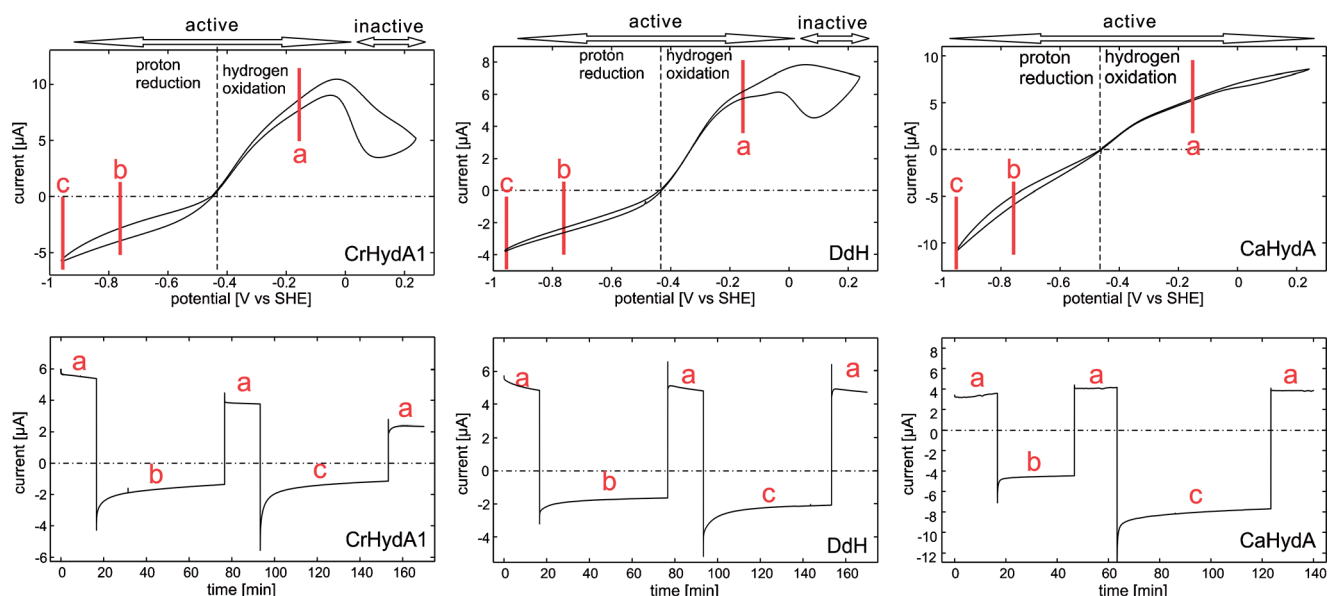 active
inactive
proton
reduction
hydrogen
oxidation
current [µA]
10
5
0
-5
a
b
c
CrHydA1
-1
-0.8
-0.6
-0.4
-0.2
0
0.2
potential [V vs SHE]
active
inactive
proton
reduction
hydrogen
oxidation
current [µA]
8
6
4
2
0
-2
-4
a
b
c
DdH
-1
-0.8
-0.6
-0.4
-0.2
0
0.2
potential [V vs SHE]
active
proton
reduction
hydrogen
oxidation
current [µA]
10
5
0
-5
-10
a
b
c
CaHydA
-1
-0.8
-0.6
-0.4
-0.2
0
0.2
potential [V vs SHE]
current [µA]
6
4
2
0
-2
-4
-6
a
a
a
b
c
CrHydA1
0
20
40
60
80
100
120
140
160
time [min]
current [µA]
6
4
2
0
-2
-4
a
a
a
b
c
DdH
0
20
40
60
80
100
120
140
160
time [min]
current [µA]
8
6
4
2
0
-2
-4
-6
-8
-10
-12
a
a
a
b
c
CaHydA
0
20
40
60
80
100
120
140
time [min]